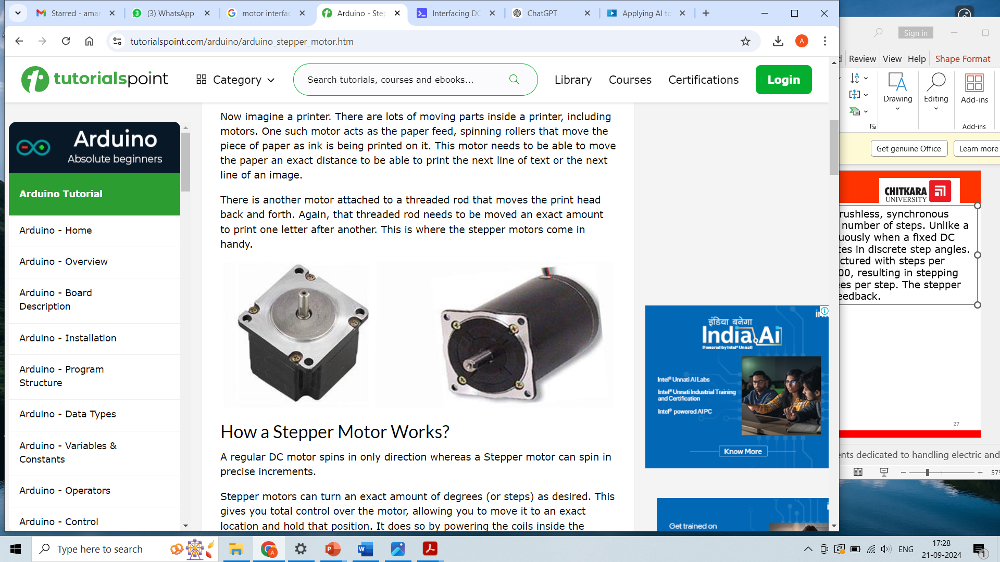 Starred - amar
(3) WhatsApp
motor interfac
Arduino - Step
Interfacing DC
ChatGPT
Applying AI to
tutorialspoint.com/arduino/arduino_stepper_motor.htm
A
tutorialspoint
Category
Search tutorials, courses and ebooks...
Library
Courses
Certifications
Login
Arduino
Absolute beginners
Arduino Tutorial
Arduino - Home
Arduino - Overview
Arduino - Board
Description
Arduino - Installation
Arduino - Program
Structure
Arduino - Data Types
Arduino - Variables &
Constants
Arduino - Operators
Arduino - Control
Now imagine a printer. There are lots of moving parts inside a printer, including
motors. One such motor acts as the paper feed, spinning rollers that move the
piece of paper as ink is being printed on it. This motor needs to be able to move
the paper an exact distance to be able to print the next line of text or the next
line of an image.
There is another motor attached to a threaded rod that moves the print head
back and forth. Again, that threaded rod needs to be moved an exact amount
to print one letter after another. This is where the stepper motors come in
handy.
How a Stepper Motor Works?
A regular DC motor spins in only direction whereas a Stepper motor can spin in
precise increments.
Stepper motors can turn an exact amount of degrees (or steps) as desired. This
gives you total control over the motor, allowing you to move it to an exact
location and hold that position. It does so by powering the coils inside the
इंडिया बनेगा
India.Ai
Powered by Intel® Unnati
Intel® Unnati AI Labs
Intel® Unnati Industrial Training
and Certification
Intel® powered AI PC
Know More
Get trained on
Sign in
Review
View
Help
Shape Format
Drawing
Editing
Add-ins
Add-ins
Get genuine Office
Learn more
CHITKARA
UNIVERSITY
rushless, synchronous
number of steps. Unlike a
uously when a fixed DC
tes in discrete step angles.
ctured with steps per
00, resulting in stepping
ees per step. The stepper
eedback.
27
nts dedicated to handling electric and
57%
Type here to search
ENG
17:28
21-09-2024
1